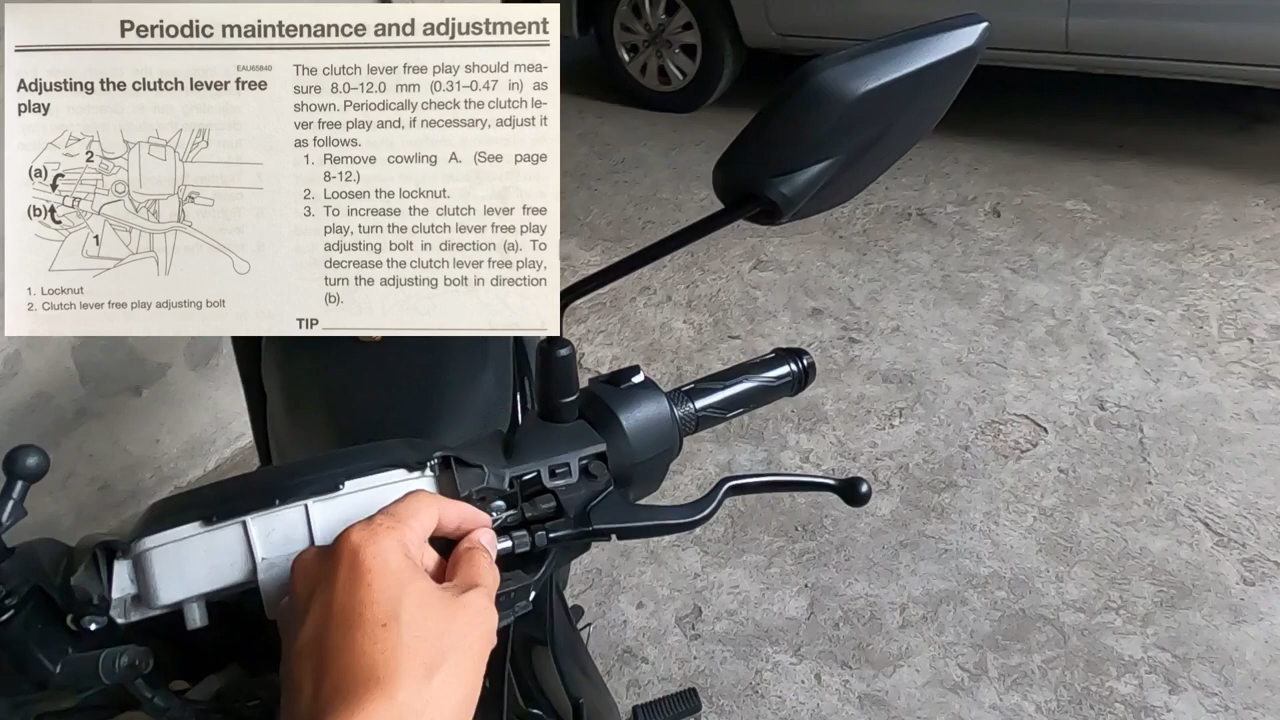 Periodic maintenance and adjustment
EAU65840
Adjusting the clutch lever free
play
2
(a)
(b)
1
1. Locknut
2. Clutch lever free play adjusting bolt
The clutch lever free play should mea-
sure 8.0–12.0 mm (0.31–0.47 in) as
shown. Periodically check the clutch le-
ver free play and, if necessary, adjust it
as follows.
1. Remove cowling A. (See page
8-12.)
2. Loosen the locknut.
3. To increase the clutch lever free
play, turn the clutch lever free play
adjusting bolt in direction (a). To
decrease the clutch lever free play,
turn the adjusting bolt in direction
(b).
TIP